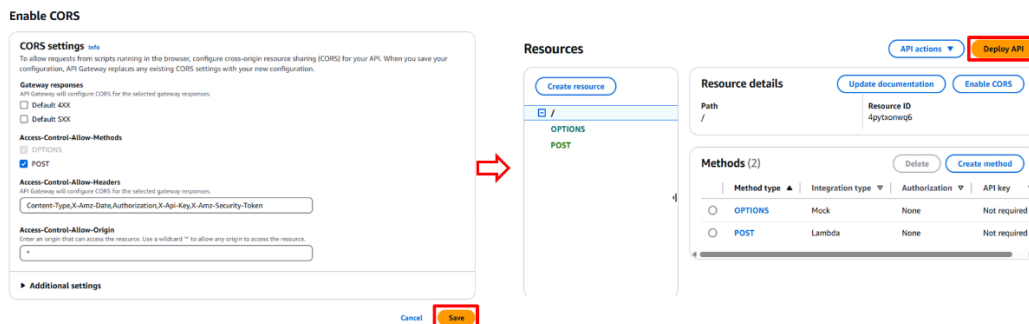 Enable CORS
CORS settings Info
To allow requests from scripts running in the browser, configure cross-origin resource sharing (CORS) for your API. When you save your
configuration, API Gateway replaces any existing CORS settings with your new configuration.
Gateway responses
API Gateway will configure CORS for the selected gateway responses.
Default 4XX
Default 5XX
Access-Control-Allow-Methods
OPTIONS
POST
Access-Control-Allow-Headers
API Gateway will configure CORS for the selected gateway responses.
Content-Type,X-Amz-Date,Authorization,X-Api-Key,X-Amz-Security-Token
Access-Control-Allow-Origin
Enter an origin that can access the resource. Use a wildcard '*' to allow any origin to access the resource.
*
Additional settings
Cancel Save
Resources
API actions Deploy API
Create resource
/
OPTIONS
POST
Resource details Update documentation Enable CORS
Path Resource ID
/ 4pytxonwq6
Methods (2) Delete Create method
Method type Integration type Authorization API key
OPTIONS Mock None Not required
POST Lambda None Not required